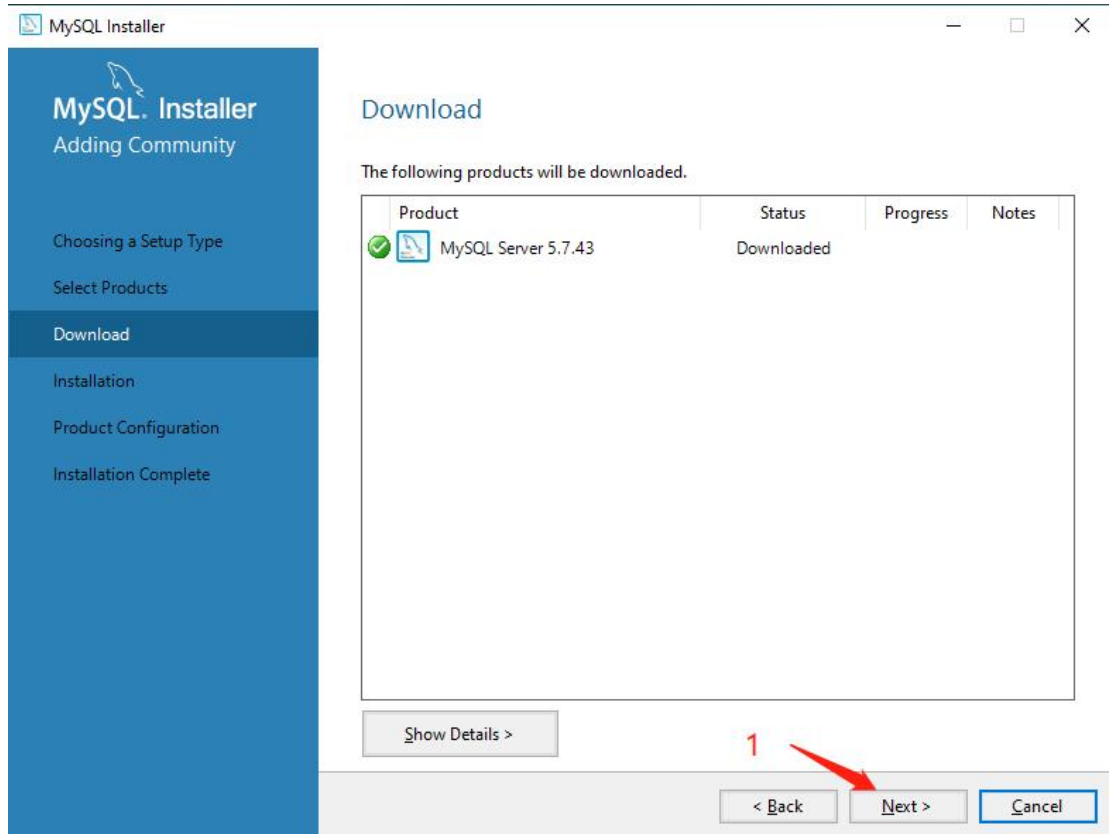 MySQL Installer
MySQL. Installer
Adding Community
Choosing a Setup Type
Select Products
Download
Installation
Product Configuration
Installation Complete
Download
The following products will be downloaded.
Product Status Progress Notes
MySQL Server 5.7.43 Downloaded
Show Details >
1
< Back Next > Cancel